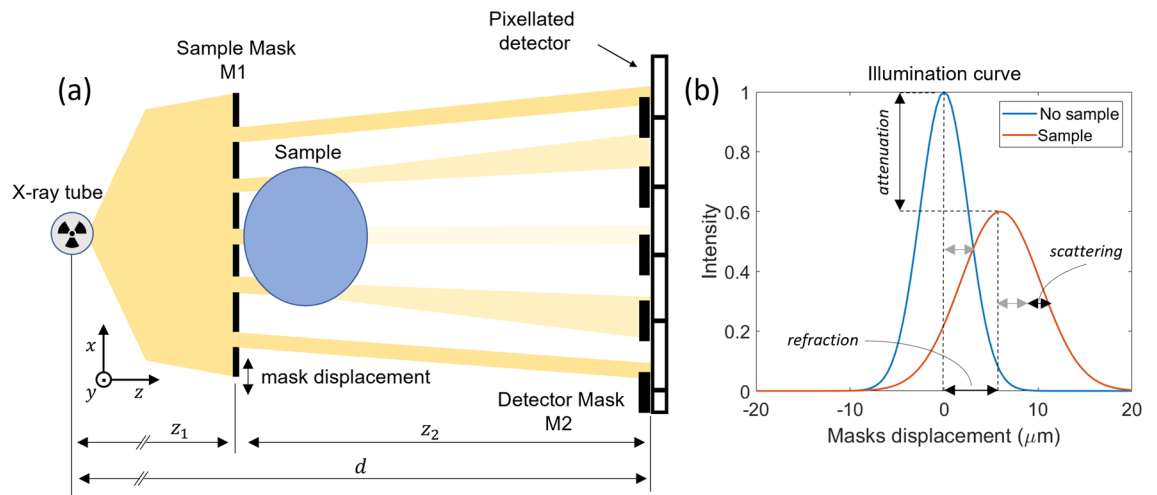 (a)
Sample Mask
M1
Pixellated
detector
X-ray tube
Sample
x
y
z
mask displacement
Detector Mask
M2
z₁
z₂
d
(b)
Illumination curve
No sample
Sample
attenuation
scattering
refraction
Intensity
1
0.8
0.6
0.4
0.2
0
-20
-10
0
10
20
Masks displacement (μm)